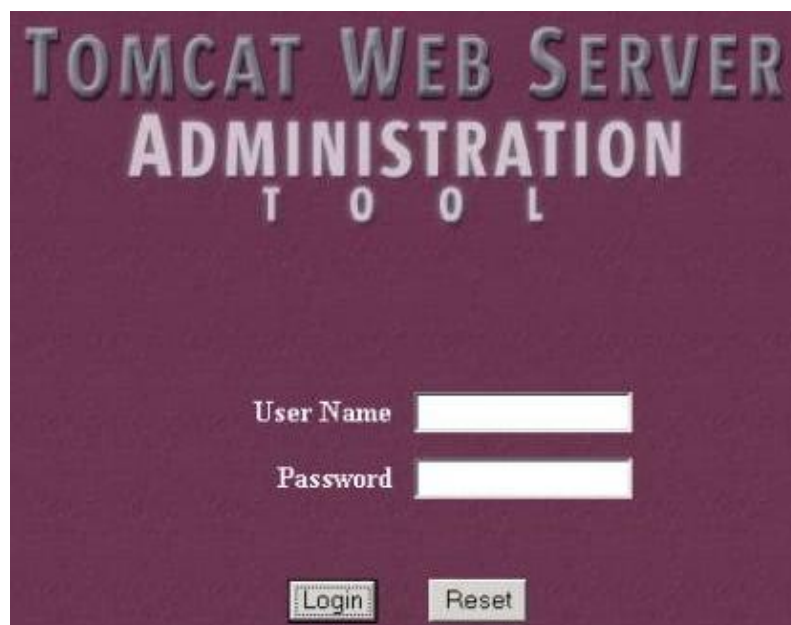 TOMCAT WEB SERVER
ADMINISTRATION
TOOL
User Name
Password
Login Reset